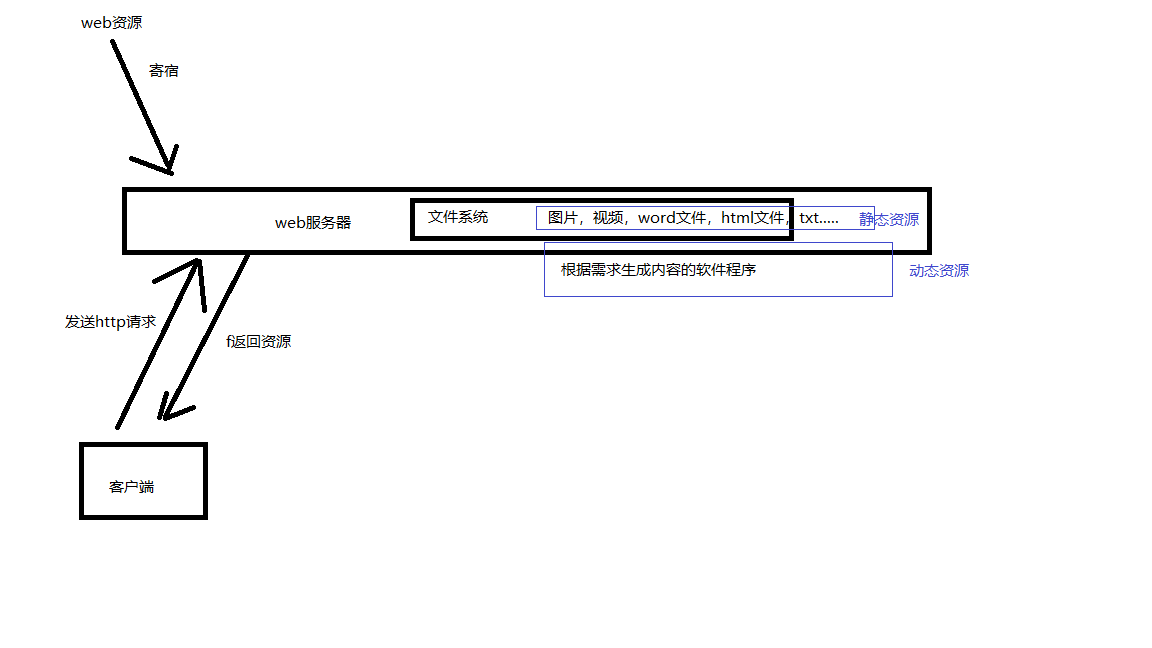 web资源
寄宿
web服务器
文件系统
图片，视频，word文件，html文件，txt.....
静态资源
根据需求生成内容的软件程序
动态资源
发送http请求
f返回资源
客户端